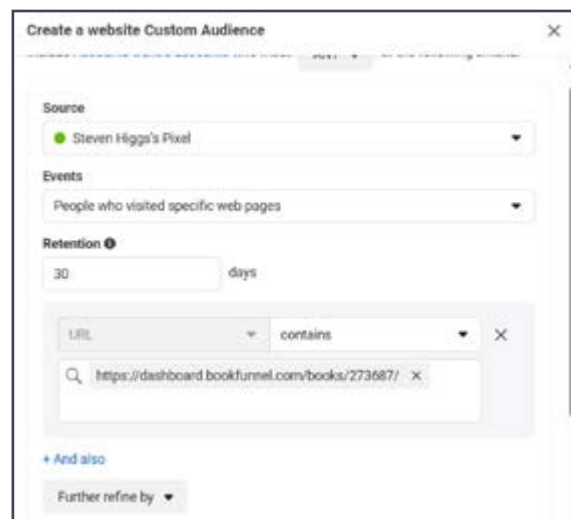 Create a website Custom Audience
ANY
Source
Steven Higgs's Pixel
Events
People who visited specific web pages
Retention
30 days
URL contains
https://dashboard.bookfunnel.com/books/273687/
+ And also
Further refine by